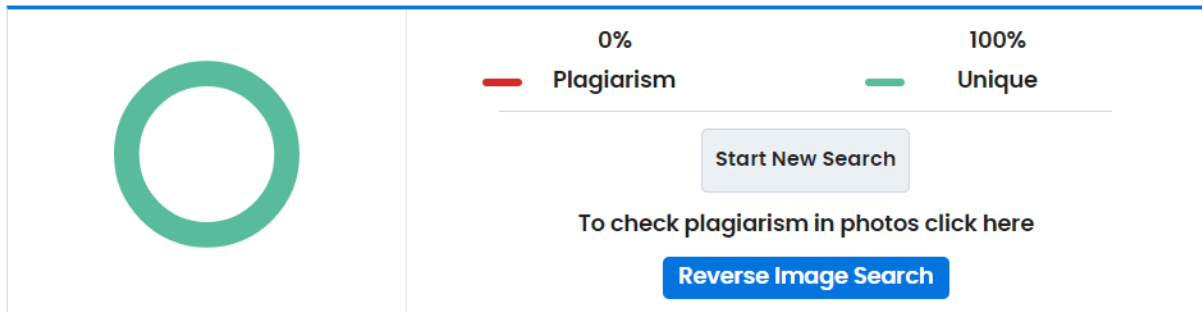 0% 100%
Plagiarism Unique
Start New Search
To check plagiarism in photos click here
Reverse Image Search